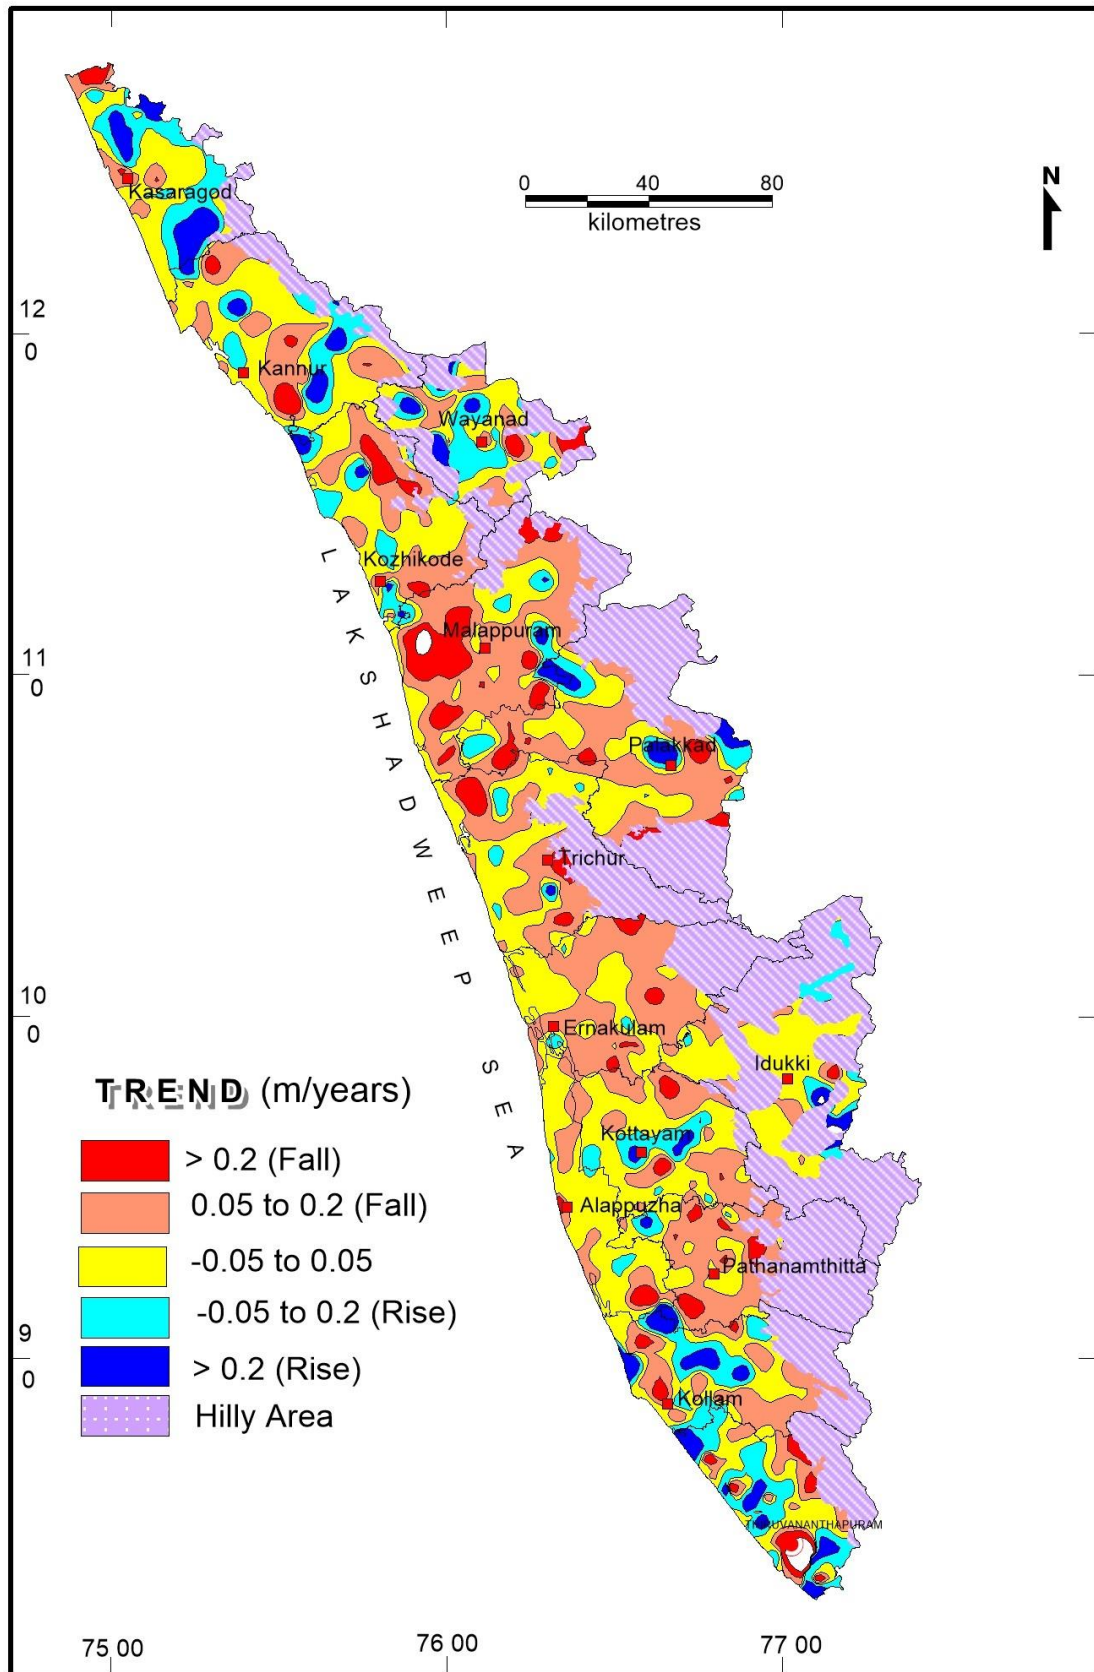 0 40 80
kilometres
N
Kasaragod
12
0
Kannur
Wayanad
Kozhikode
Malappuram
11
0
Palakkad
LAKSHADWEEP SEA
Trichur
10
0
Ernakulam
Idukki
TREND (m/years)
Kottayam
> 0.2 (Fall)
0.05 to 0.2 (Fall)
Alappuzha
-0.05 to 0.05
Pathanamthitta
-0.05 to 0.2 (Rise)
9
0
> 0.2 (Rise)
Kollam
Hilly Area
THIRUVANANTHAPURAM
75 00 76 00 77 00